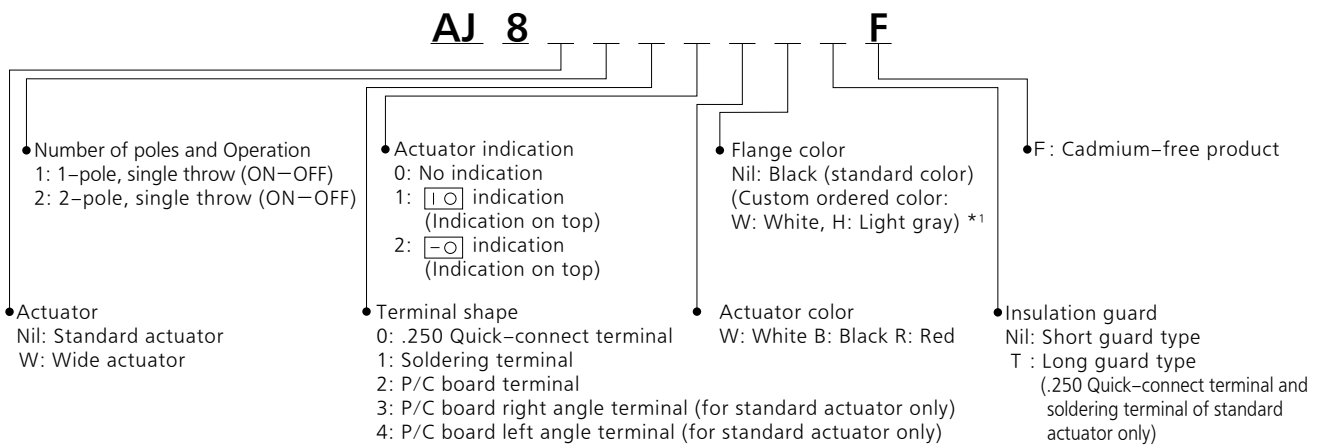 AJ 8 F
Number of poles and Operation
1: 1–pole, single throw (ON—OFF)
2: 2–pole, single throw (ON—OFF)
Actuator indication
0: No indication
1: | ○ indication
(Indication on top)
2: – ○ indication
(Indication on top)
Flange color
Nil: Black (standard color)
(Custom ordered color:
W: White, H: Light gray) *1
F: Cadmium–free product
Actuator
Nil: Standard actuator
W: Wide actuator
Terminal shape
0: .250 Quick–connect terminal
1: Soldering terminal
2: P/C board terminal
3: P/C board right angle terminal (for standard actuator only)
4: P/C board left angle terminal (for standard actuator only)
Actuator color
W: White B: Black R: Red
Insulation guard
Nil: Short guard type
T : Long guard type
(.250 Quick–connect terminal and
soldering terminal of standard
actuator only)